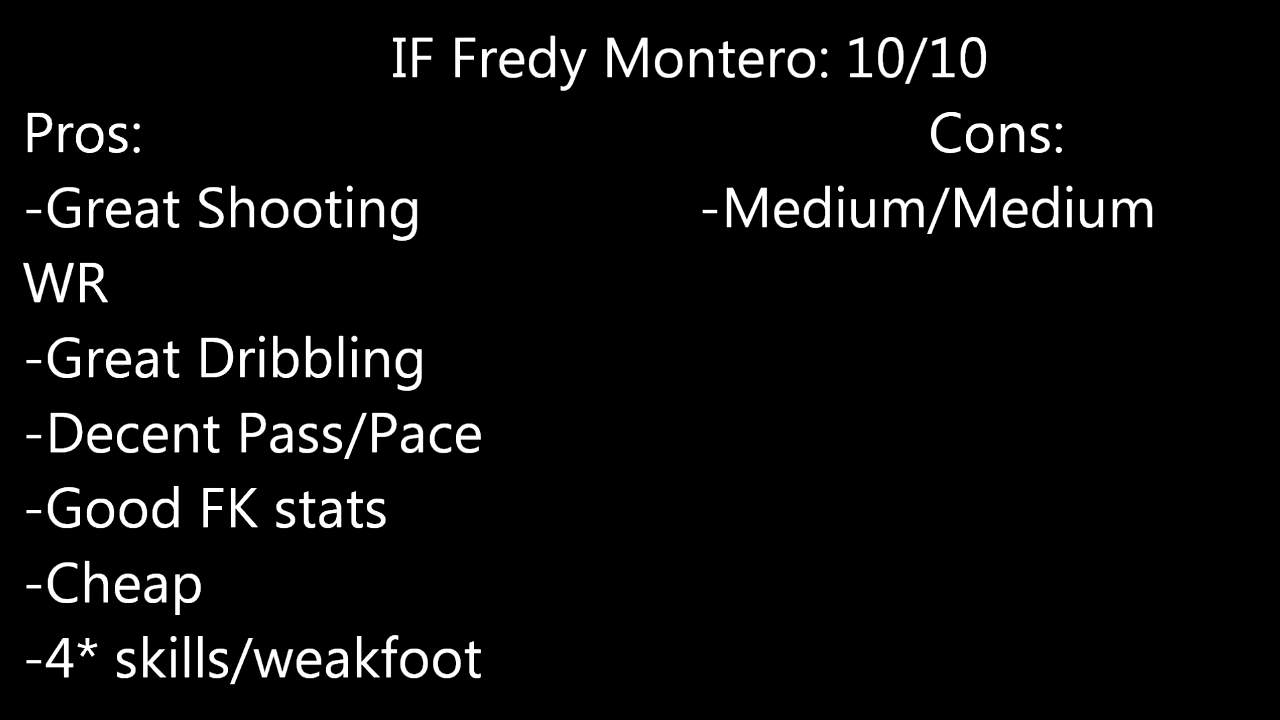 IF Fredy Montero: 10/10
Pros: Cons:
-Great Shooting -Medium/Medium
WR
-Great Dribbling
-Decent Pass/Pace
-Good FK stats
-Cheap
-4* skills/weakfoot